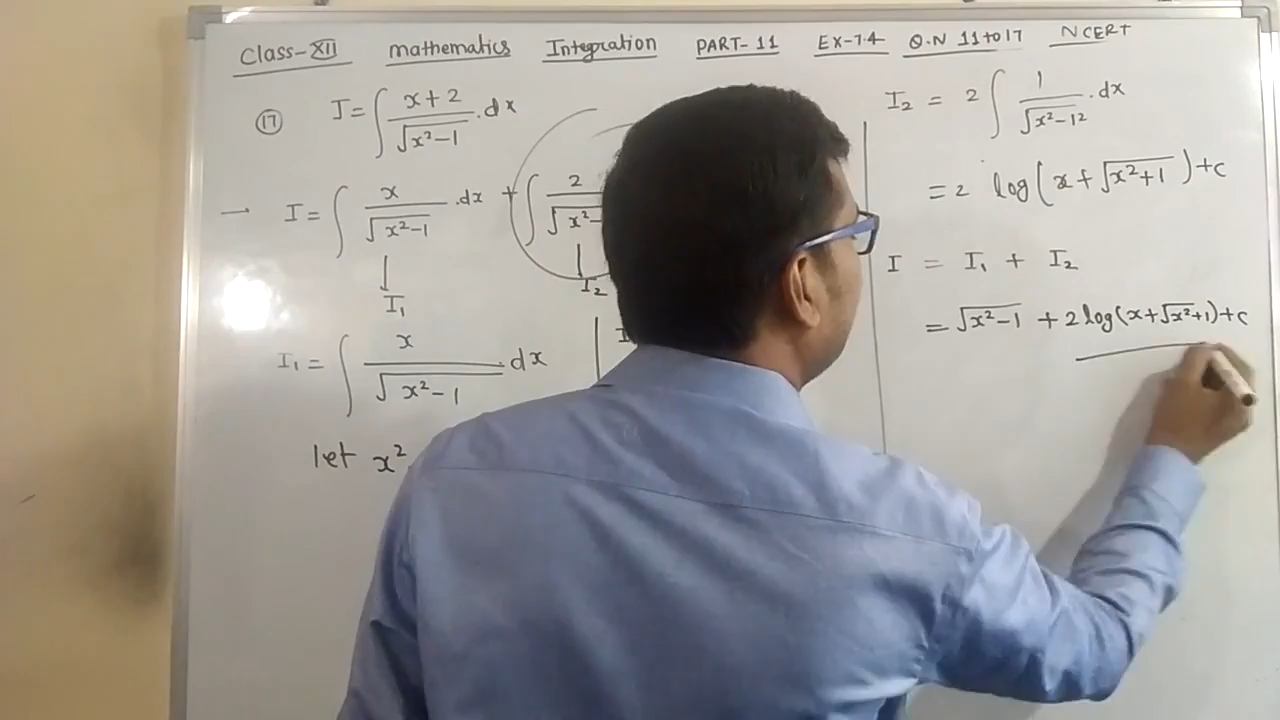 Class-XII mathematics Integration PART-11 EX-7.4 Q.N 11 to 17 NCERT
(17) I = ∫ x+2/√x²-1 .dx
→ I = ∫ x/√x²-1 .dx + ∫ 2/√x²-
I₁ I₂
I₁ = ∫ x/√x²-1 dx
let x²
I₂ = 2 ∫ 1/√x²-1² .dx
= 2 log(x+√x²+1)+c
I = I₁ + I₂
= √x²-1 + 2log(x+√x²+1)+c